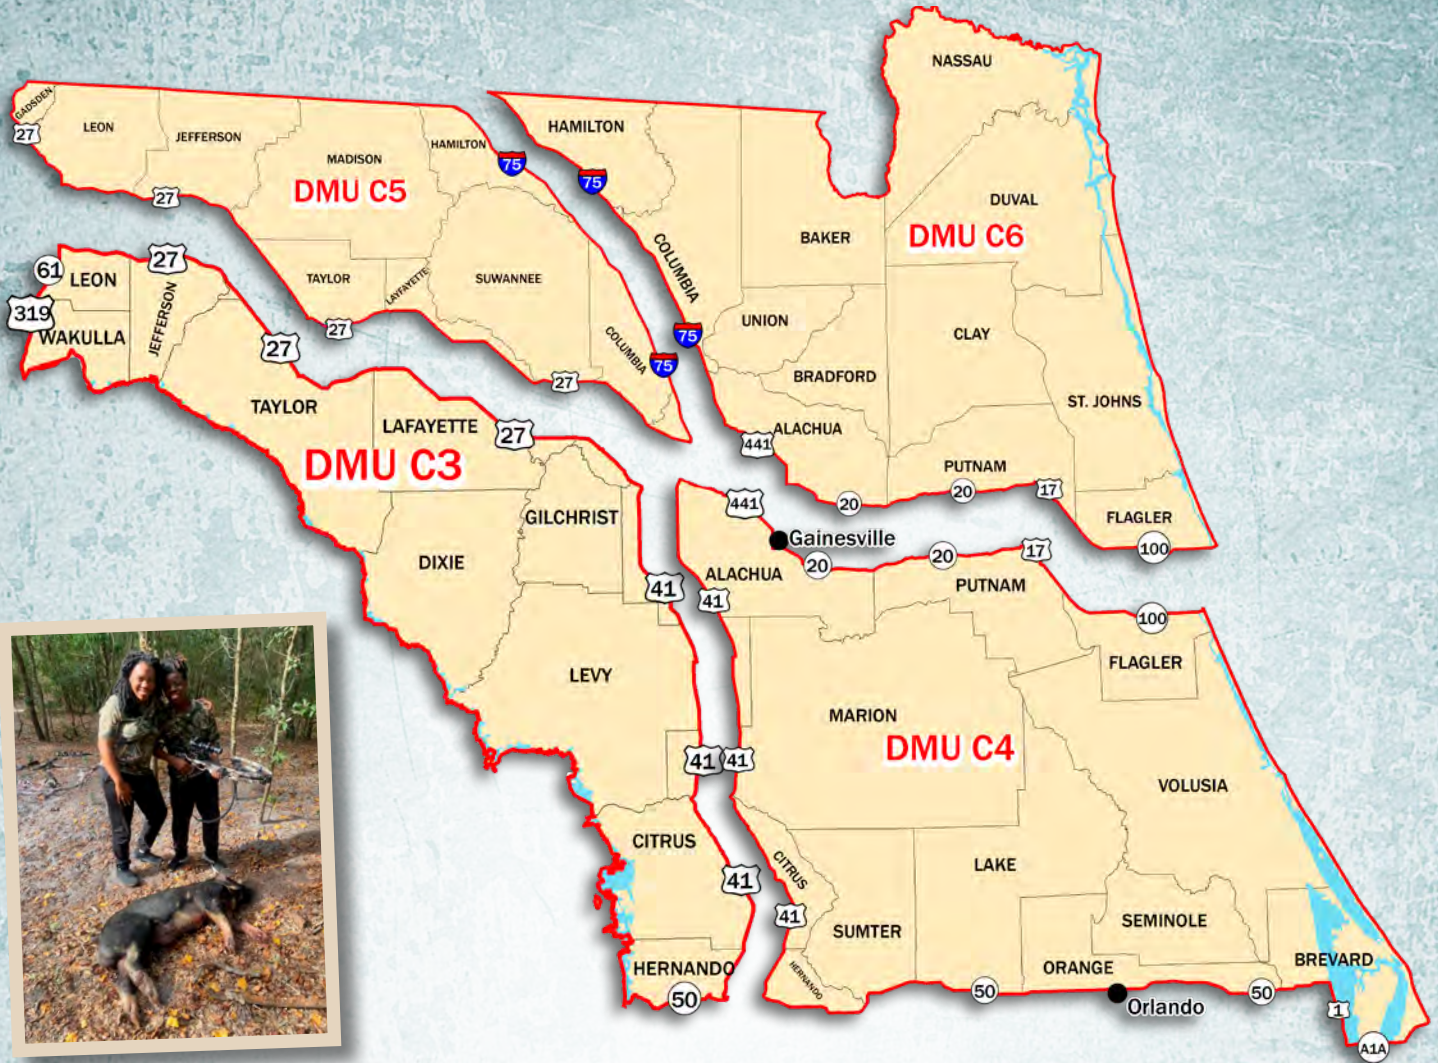 GADSDEN
27
LEON
JEFFERSON
MADISON
HAMILTON
75
DMU C5
27
TAYLOR
LAYFAYETTE
SUWANNEE
27
COLUMBIA
75
27
HAMILTON
75
NASSAU
DUVAL
DMU C6
BAKER
COLUMBIA
UNION
75
CLAY
BRADFORD
ST. JOHNS
ALACHUA
441
PUTNAM
20
20
17
FLAGLER
100
61
LEON
27
319
WAKULLA
JEFFERSON
27
TAYLOR
LAFAYETTE
27
DMU C3
GILCHRIST
DIXIE
41
LEVY
41
CITRUS
41
HERNANDO
50
441
Gainesville
20
20
17
ALACHUA
41
PUTNAM
100
FLAGLER
MARION
DMU C4
41
VOLUSIA
CITRUS
LAKE
41
SUMTER
SEMINOLE
HERNANDO
ORANGE
BREVARD
50
Orlando
50
1
A1A